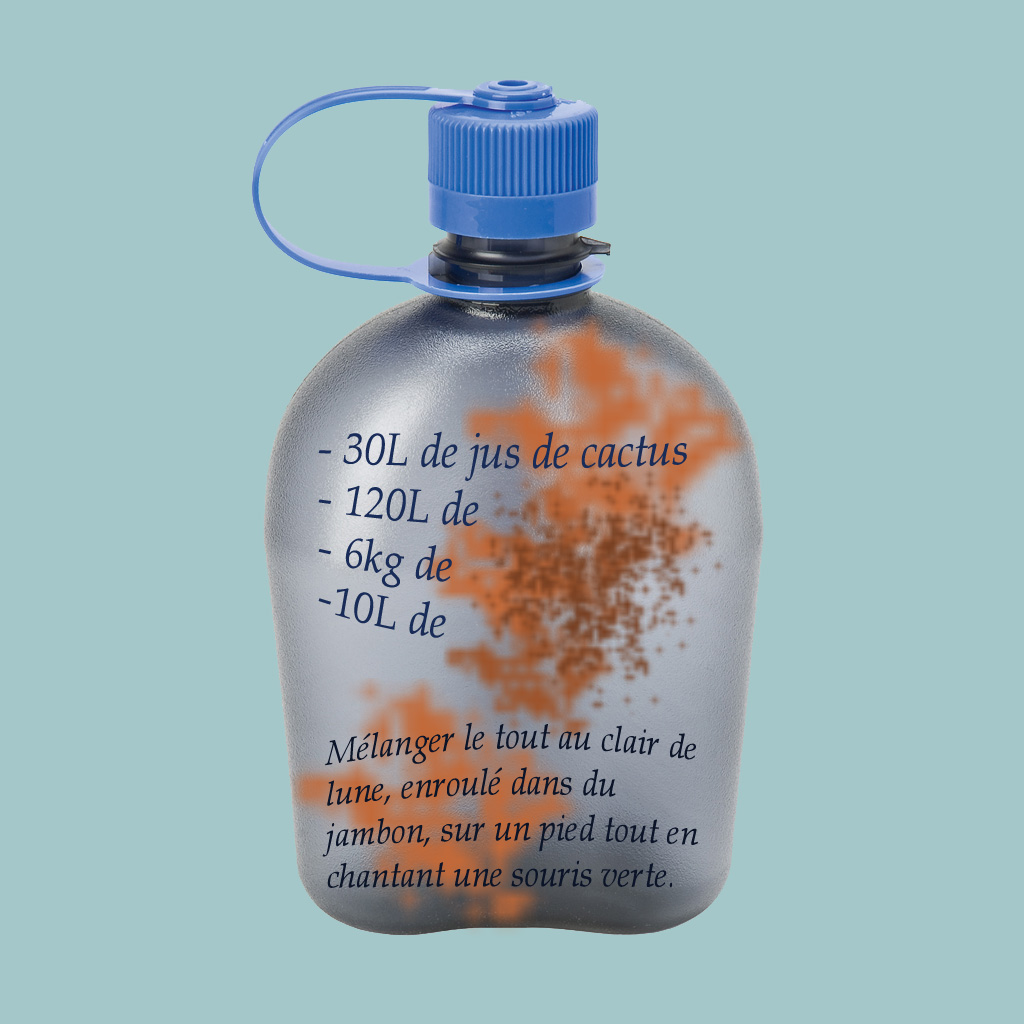 - 30L de jus de cactus
- 120L de
- 6kg de
-10L de
Mélanger le tout au clair de
lune, enroulé dans du
jambon, sur un pied tout en
chantant une souris verte.